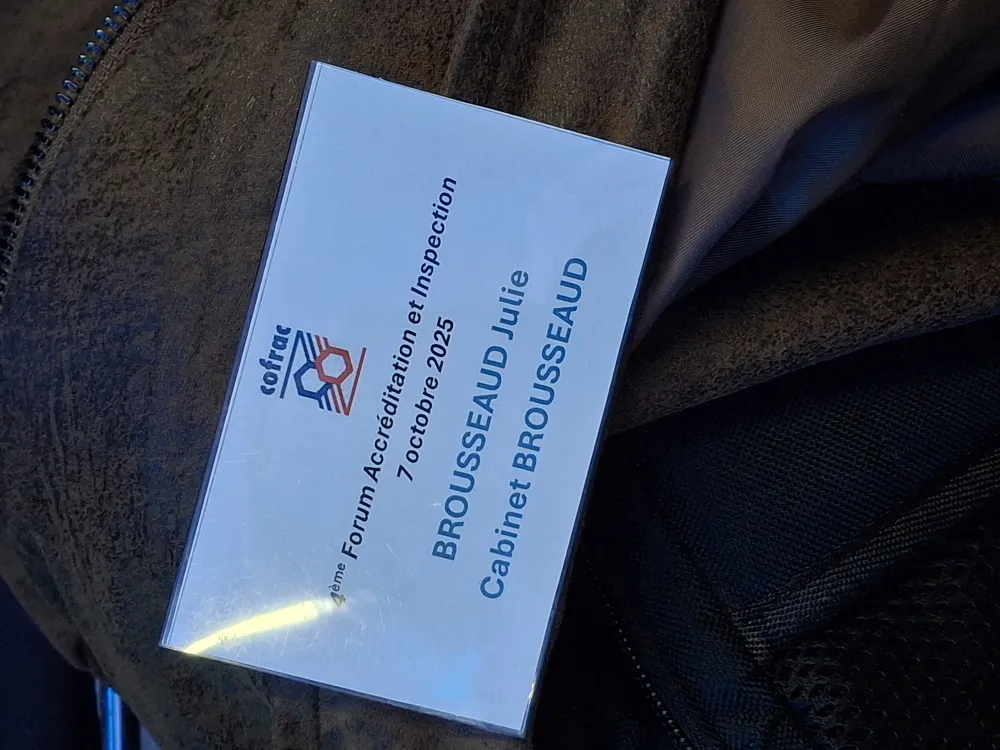 cofrac
4ème Forum Accréditation et Inspection
7 octobre 2025
BROUSSEAUD Julie
Cabinet BROUSSEAUD